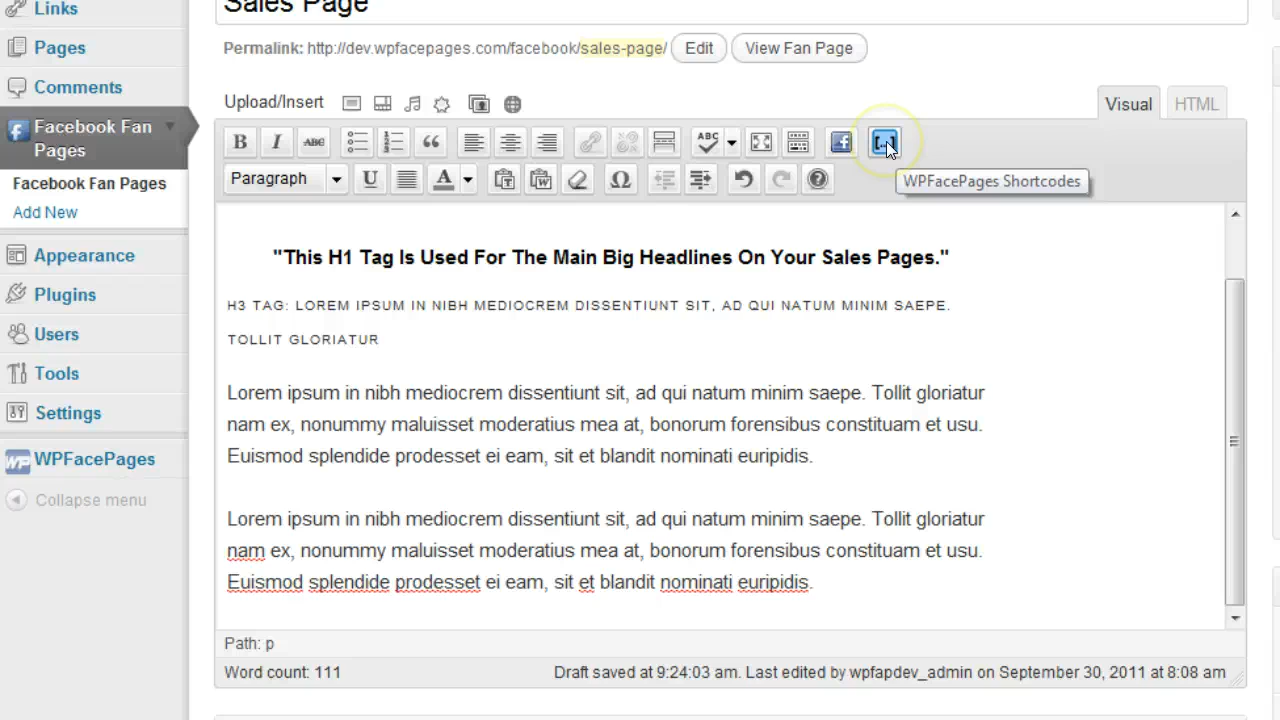 Sales Page
Links
Pages
Comments
Facebook Fan
Pages
Facebook Fan Pages
Add New
Appearance
Plugins
Users
Tools
Settings
WPFacePages
Collapse menu
Permalink: http://dev.wpfacepages.com/facebook/sales-page/ Edit View Fan Page
Upload/Insert
Visual HTML
B I ABC ABC
Paragraph U A
WPFacePages Shortcodes
"This H1 Tag Is Used For The Main Big Headlines On Your Sales Pages."
H3 TAG: LOREM IPSUM IN NIBH MEDIOCREM DISSENTIUNT SIT, AD QUI NATUM MINIM SAEPE.
TOLLIT GLORIATUR
Lorem ipsum in nibh mediocrem dissentiunt sit, ad qui natum minim saepe. Tollit gloriatur
nam ex, nonummy maluisset moderatius mea at, bonorum forensibus constituam et usu.
Euismod splendide prodesset ei eam, sit et blandit nominati euripidis.
Lorem ipsum in nibh mediocrem dissentiunt sit, ad qui natum minim saepe. Tollit gloriatur
nam ex, nonummy maluisset moderatius mea at, bonorum forensibus constituam et usu.
Euismod splendide prodesset ei eam, sit et blandit nominati euripidis.
Path: p
Word count: 111
Draft saved at 9:24:03 am. Last edited by wpfapdev_admin on September 30, 2011 at 8:08 am